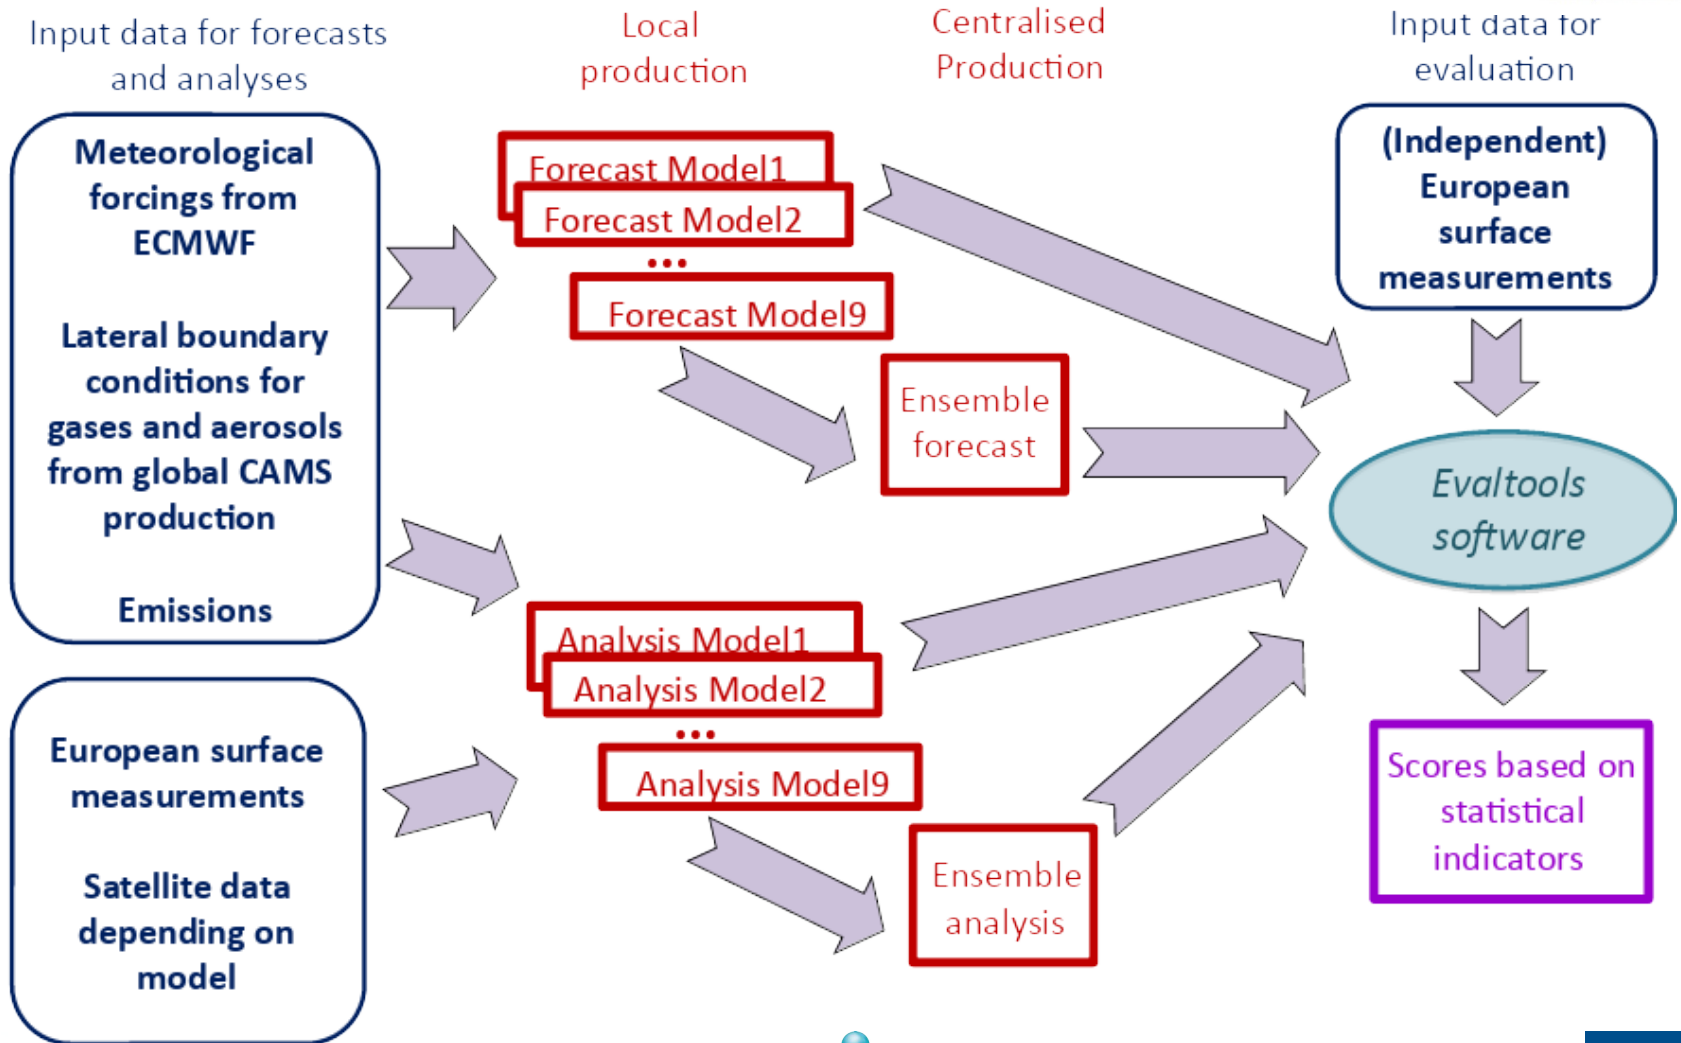 Input data for forecasts
and analyses
Local
production
Centralised
Production
Input data for
evaluation
Meteorological
forcings from
ECMWF
Lateral boundary
conditions for
gases and aerosols
from global CAMS
production
Emissions
European surface
measurements
Satellite data
depending on
model
Forecast Model1
Forecast Model2
...
Forecast Model9
Ensemble
forecast
Analysis Model1
Analysis Model2
...
Analysis Model9
Ensemble
analysis
(Independent)
European
surface
measurements
Evaltools
software
Scores based on
statistical
indicators